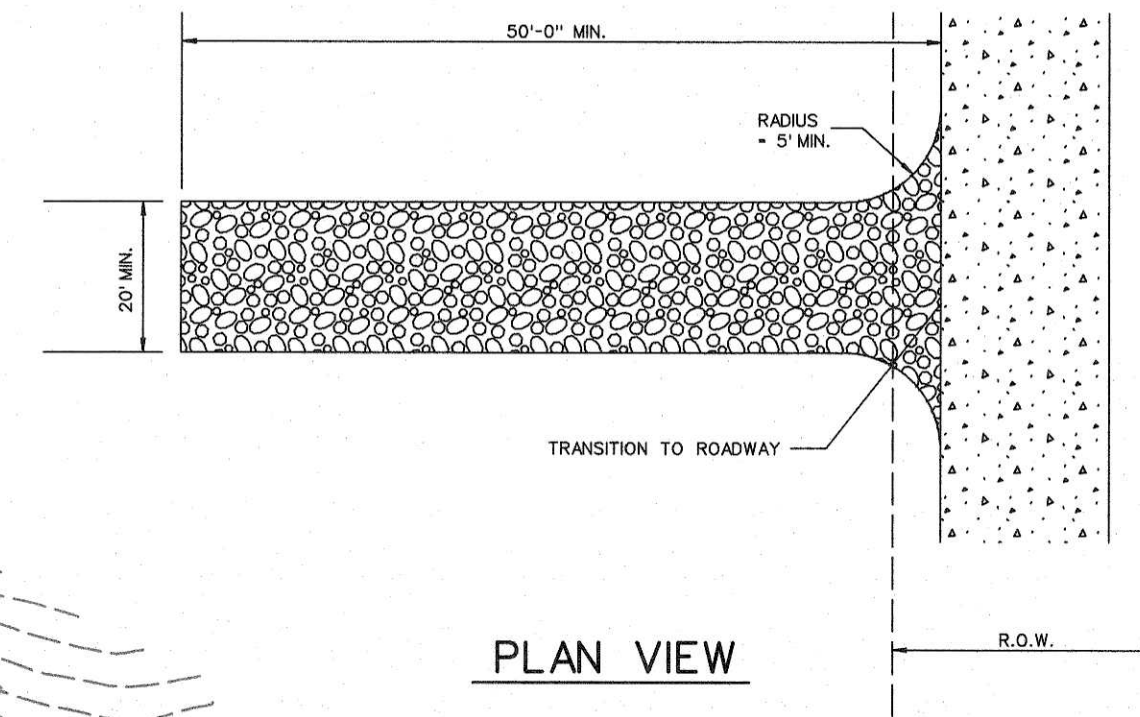 50'-0" MIN.
RADIUS
= 5' MIN.
20' MIN.
TRANSITION TO ROADWAY
PLAN VIEW
R.O.W.